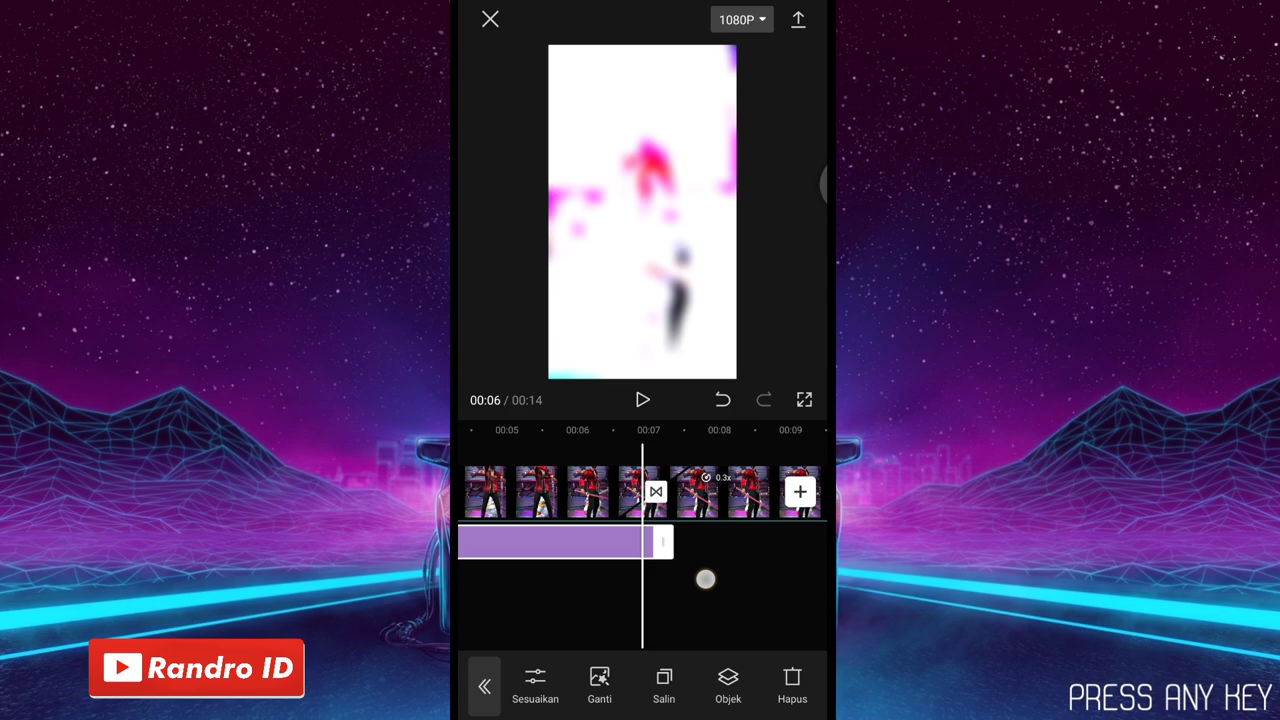 1080P
00:06 / 00:14
00:05
00:06
00:07
00:08
00:09
0.3x
Sesuaikan
Ganti
Salin
Objek
Hapus
Randro ID
PRESS ANY KEY